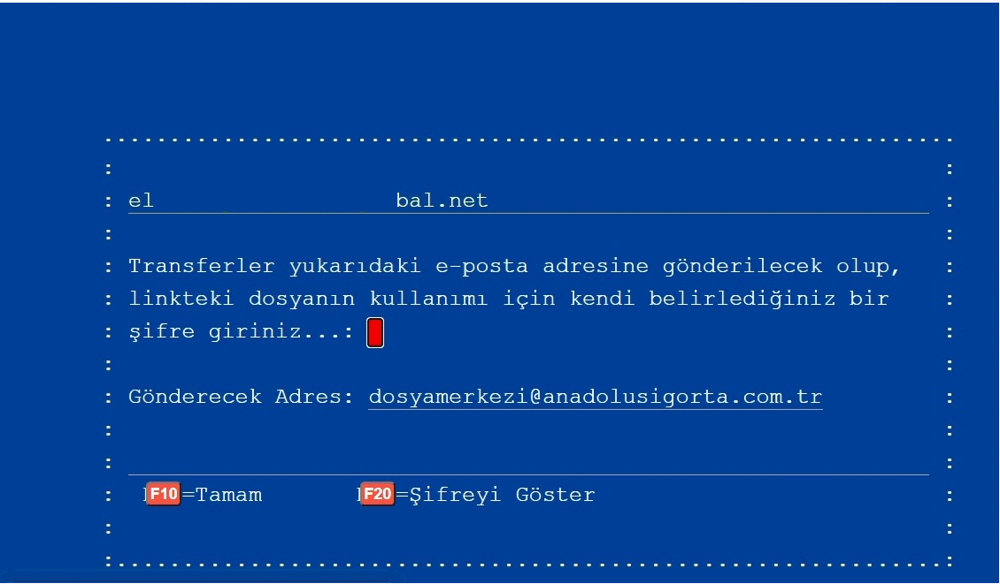 el bal.net
Transferler yukarıdaki e-posta adresine gönderilecek olup,
linkteki dosyanın kullanımı için kendi belirlediğiniz bir
şifre giriniz...:
Gönderecek Adres: dosyamerkezi@anadolusigorta.com.tr
F10=Tamam F20=Şifreyi Göster